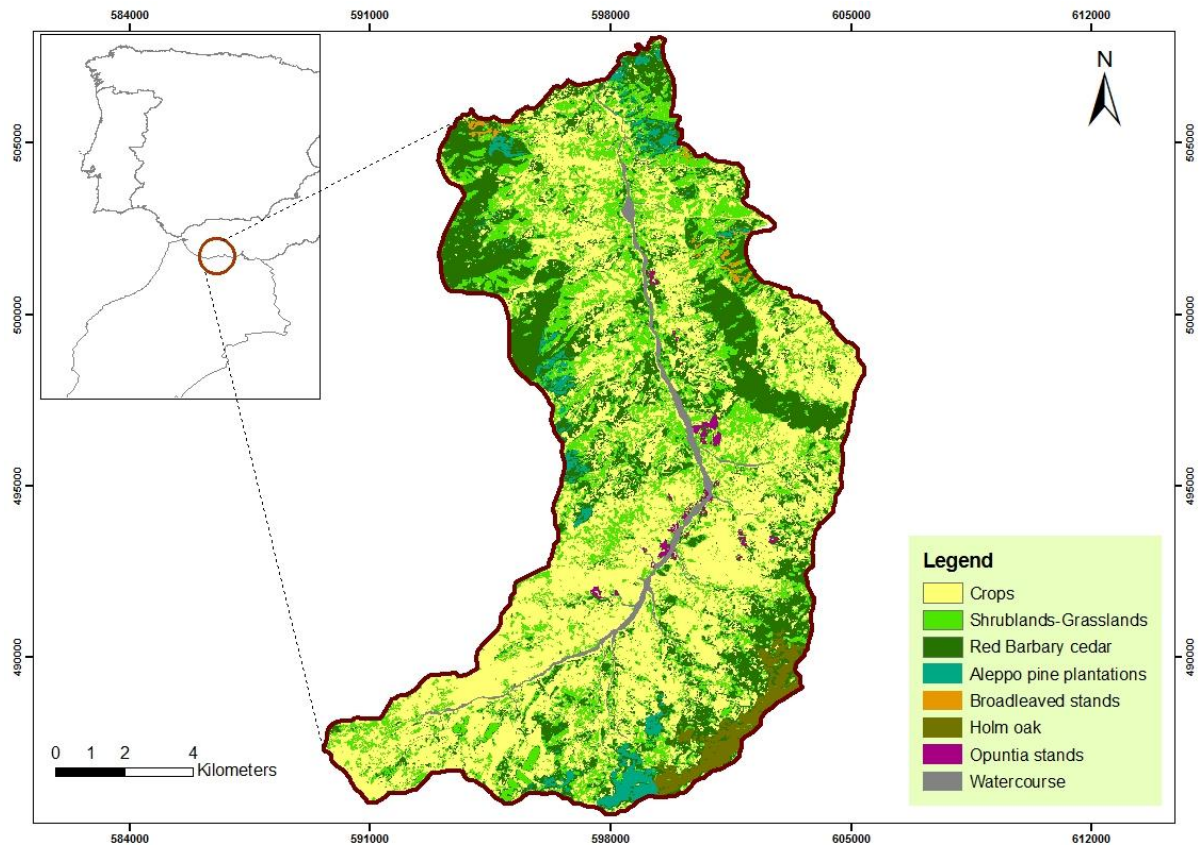 584000 591000 598000 605000 612000
N
605000 605000
500000 500000
495000 495000
490000 490000
Legend
Crops
Shrublands-Grasslands
Red Barbary cedar
Aleppo pine plantations
Broadleaved stands
Holm oak
Opuntia stands
Watercourse
0 1 2 4
Kilometers
584000 591000 598000 605000 612000